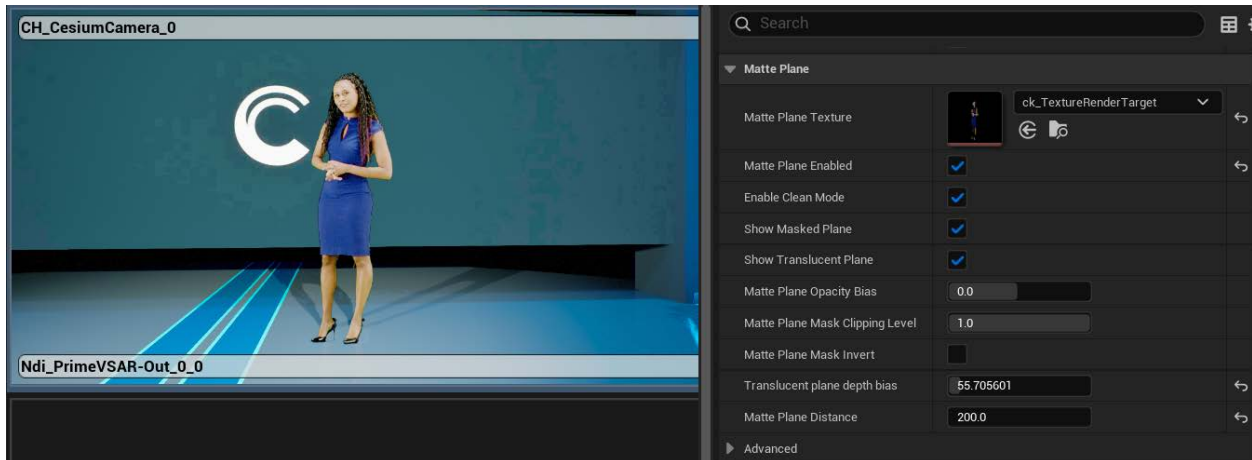 CH_CesiumCamera_0
Ndi_PrimeVSAR-Out_0_0
Search
Matte Plane
Matte Plane Texture
ck_TextureRenderTarget
Matte Plane Enabled
Enable Clean Mode
Show Masked Plane
Show Translucent Plane
Matte Plane Opacity Bias 0.0
Matte Plane Mask Clipping Level 1.0
Matte Plane Mask Invert
Translucent plane depth bias 55.705601
Matte Plane Distance 200.0
Advanced